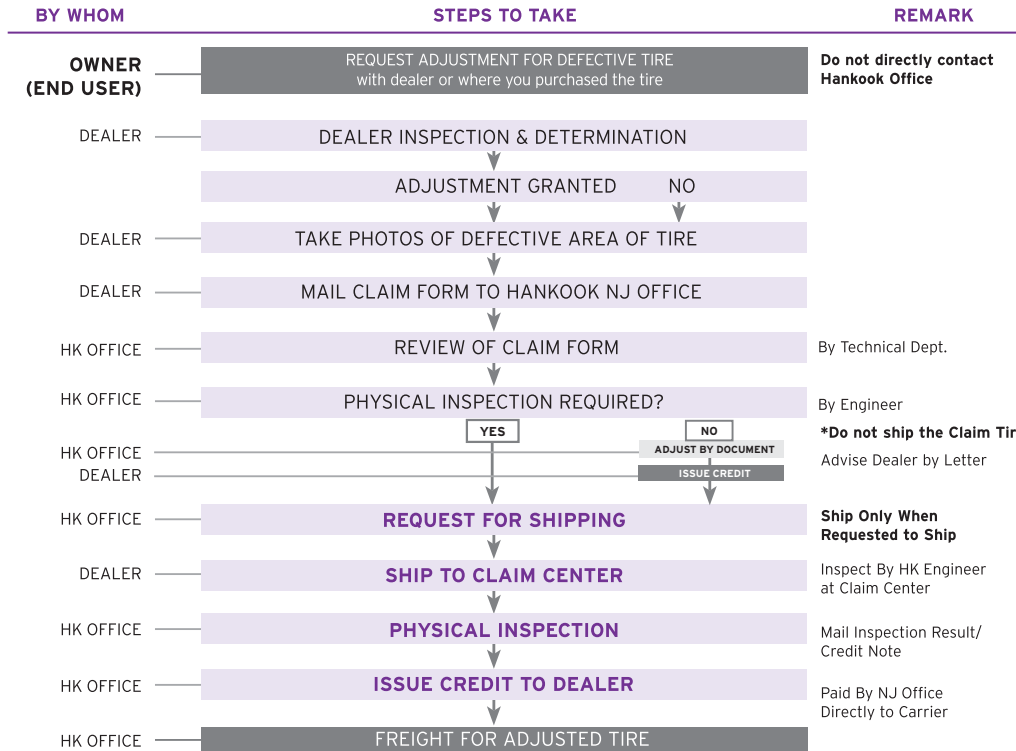 BY WHOM STEPS TO TAKE REMARK
OWNER
(END USER)
REQUEST ADJUSTMENT FOR DEFECTIVE TIRE
with dealer or where you purchased the tire
Do not directly contact
Hankook Office
DEALER DEALER INSPECTION & DETERMINATION
ADJUSTMENT GRANTED NO
DEALER TAKE PHOTOS OF DEFECTIVE AREA OF TIRE
DEALER MAIL CLAIM FORM TO HANKOOK NJ OFFICE
HK OFFICE REVIEW OF CLAIM FORM By Technical Dept.
HK OFFICE PHYSICAL INSPECTION REQUIRED? By Engineer
YES NO *Do not ship the Claim Tir
HK OFFICE ADJUST BY DOCUMENT Advise Dealer by Letter
DEALER ISSUE CREDIT
HK OFFICE REQUEST FOR SHIPPING
Ship Only When
Requested to Ship
DEALER SHIP TO CLAIM CENTER
Inspect By HK Engineer
at Claim Center
HK OFFICE PHYSICAL INSPECTION
Mail Inspection Result/
Credit Note
HK OFFICE ISSUE CREDIT TO DEALER
Paid By NJ Office
Directly to Carrier
HK OFFICE FREIGHT FOR ADJUSTED TIRE